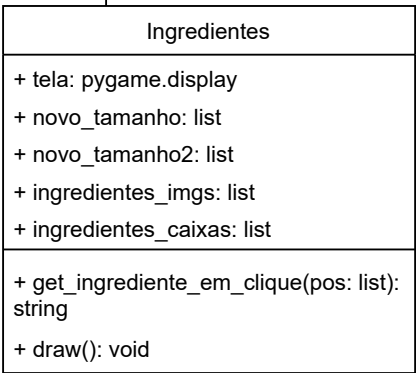 Ingredientes
+ tela: pygame.display
+ novo_tamanho: list
+ novo_tamanho2: list
+ ingredientes_imgs: list
+ ingredientes_caixas: list
+ get_ingrediente_em_clique(pos: list):
string
+ draw(): void